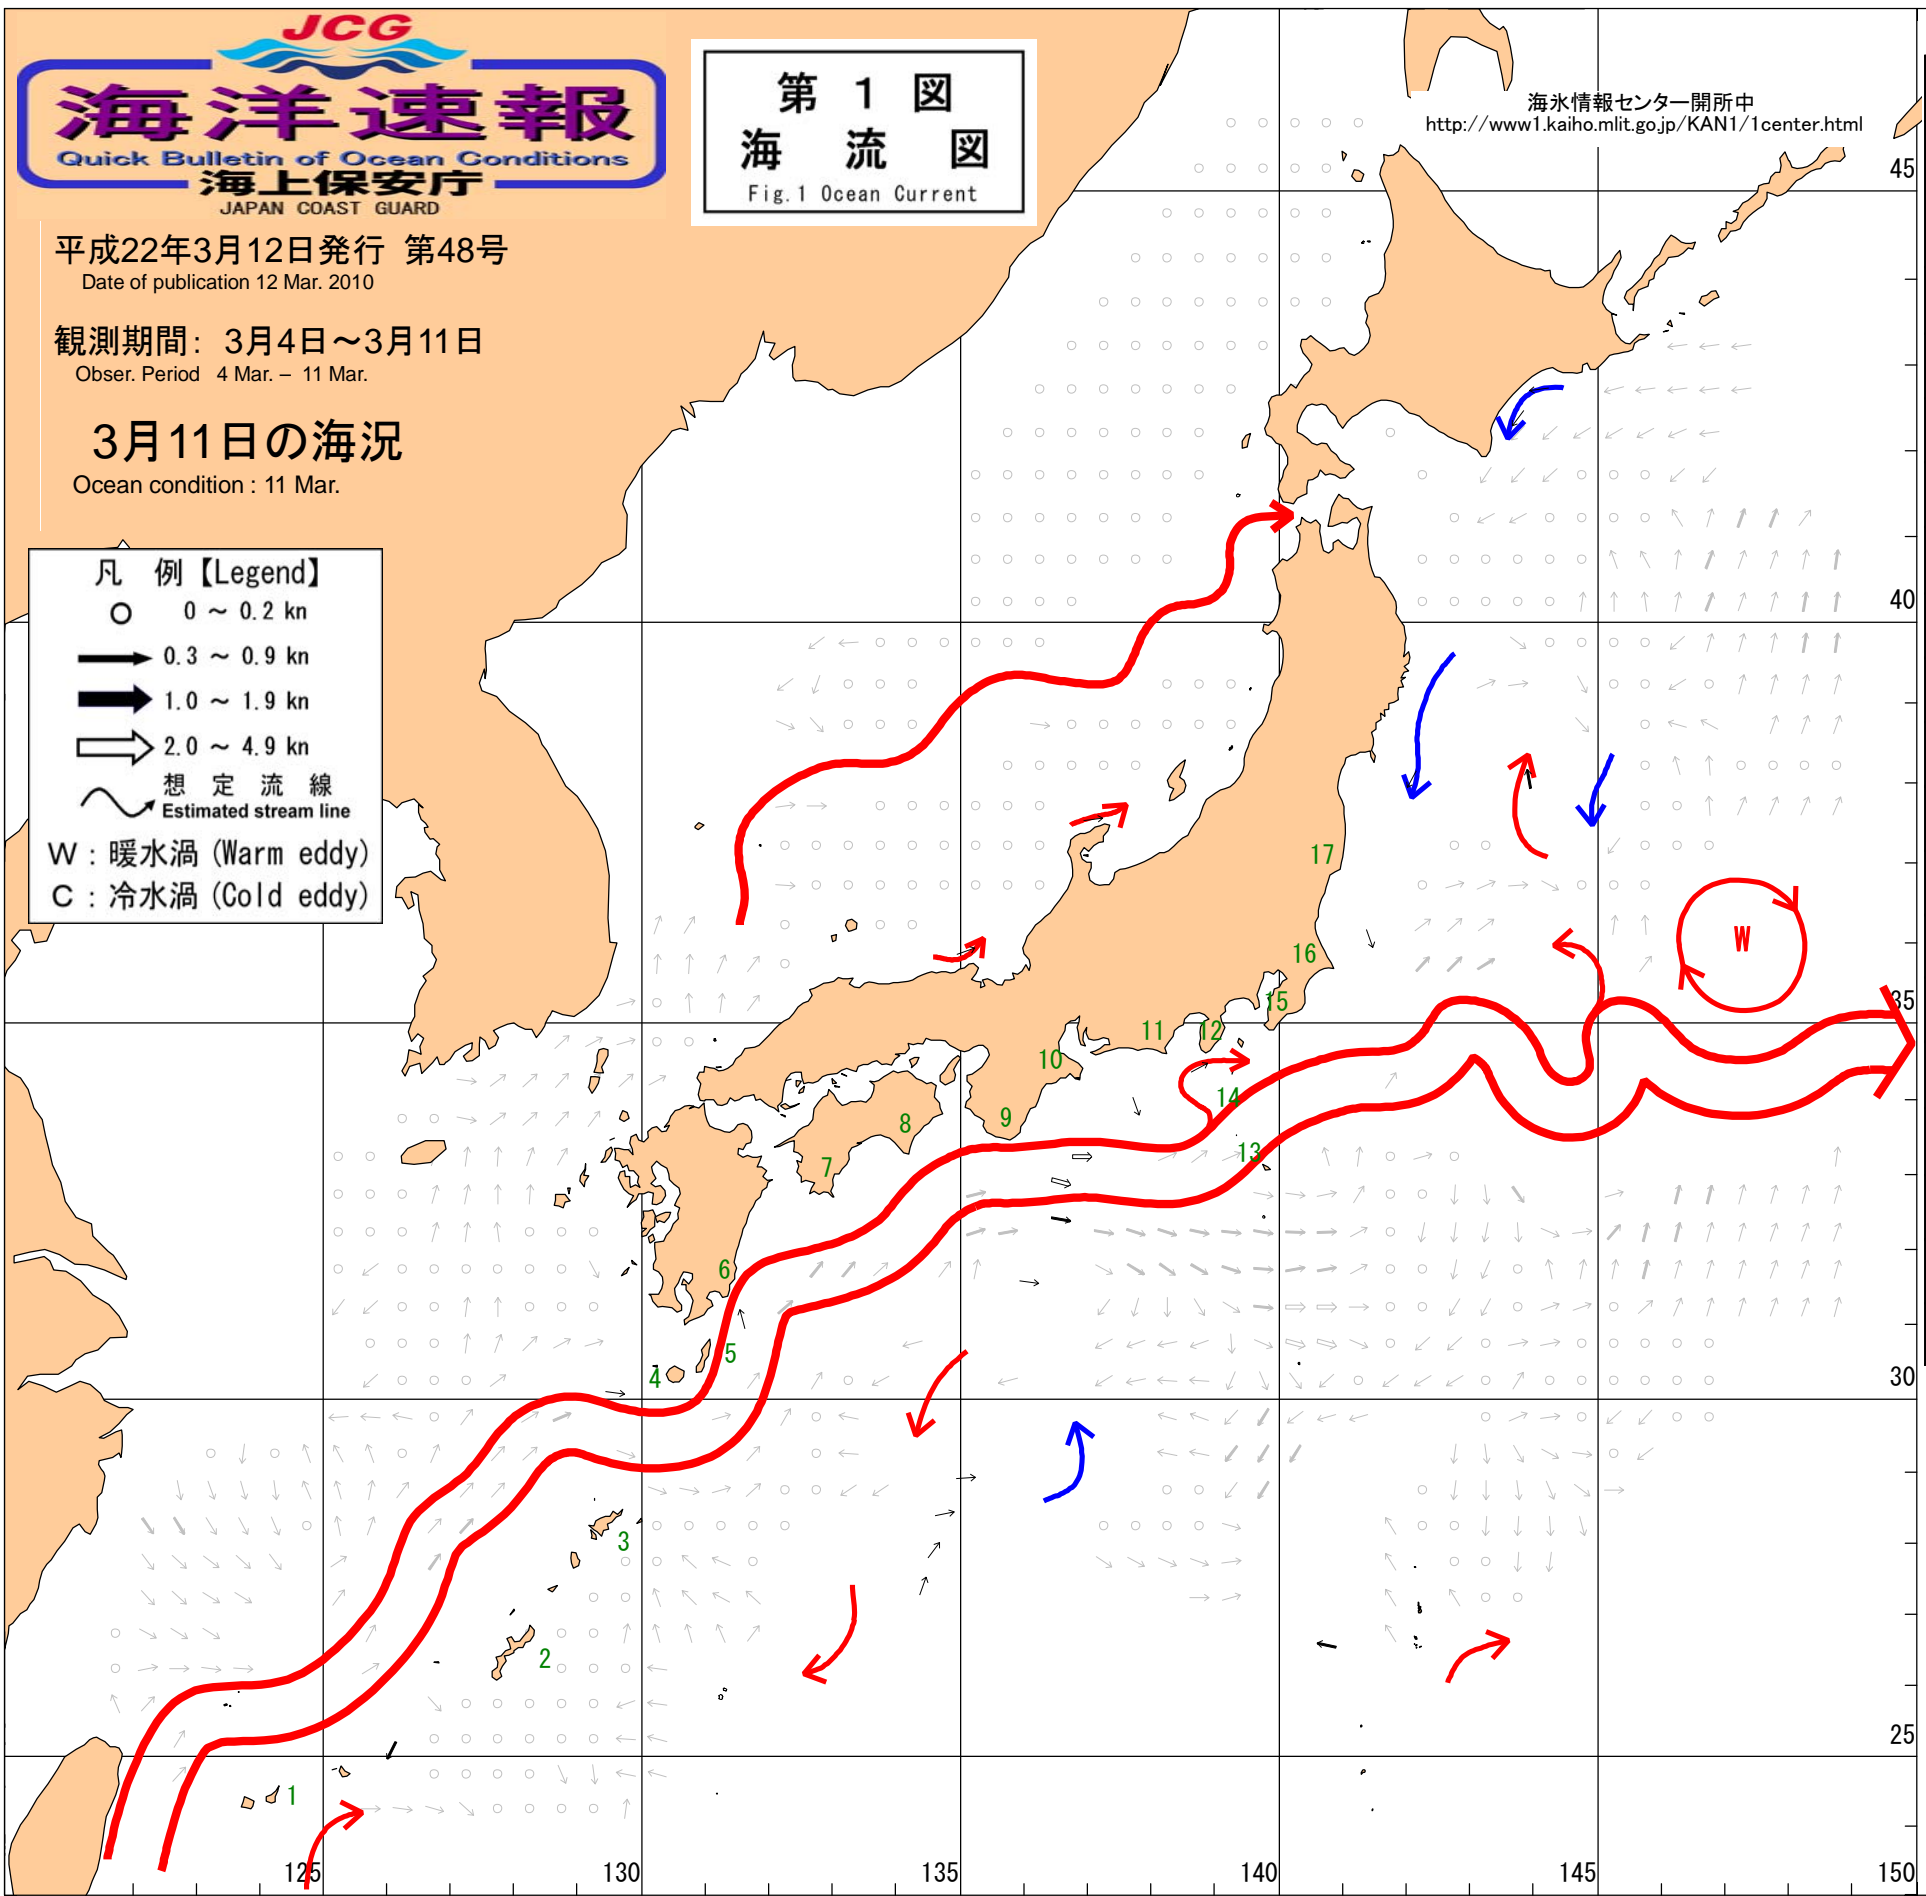 JCG
海洋速報
Quick Bulletin of Ocean Conditions
海上保安庁
JAPAN COAST GUARD
第 1 図
海 流 図
Fig.1 Ocean Current
海氷情報センター開所中
http://www1.kaiho.mlit.go.jp/KAN1/1center.html
平成22年3月12日発行 第48号
Date of publication 12 Mar. 2010
観測期間: 3月4日~3月11日
Obser. Period 4 Mar. – 11 Mar.
3月11日の海況
Ocean condition : 11 Mar.
凡 例【Legend】
0 ~ 0.2 kn
0.3 ~ 0.9 kn
1.0 ~ 1.9 kn
2.0 ~ 4.9 kn
想 定 流 線
Estimated stream line
W : 暖水渦 (Warm eddy)
C : 冷水渦 (Cold eddy)
45
40
17
W
16
35
15
12
11
10
14
9
8
13
7
6
5
4
30
3
2
25
1
125
130
135
140
145
150